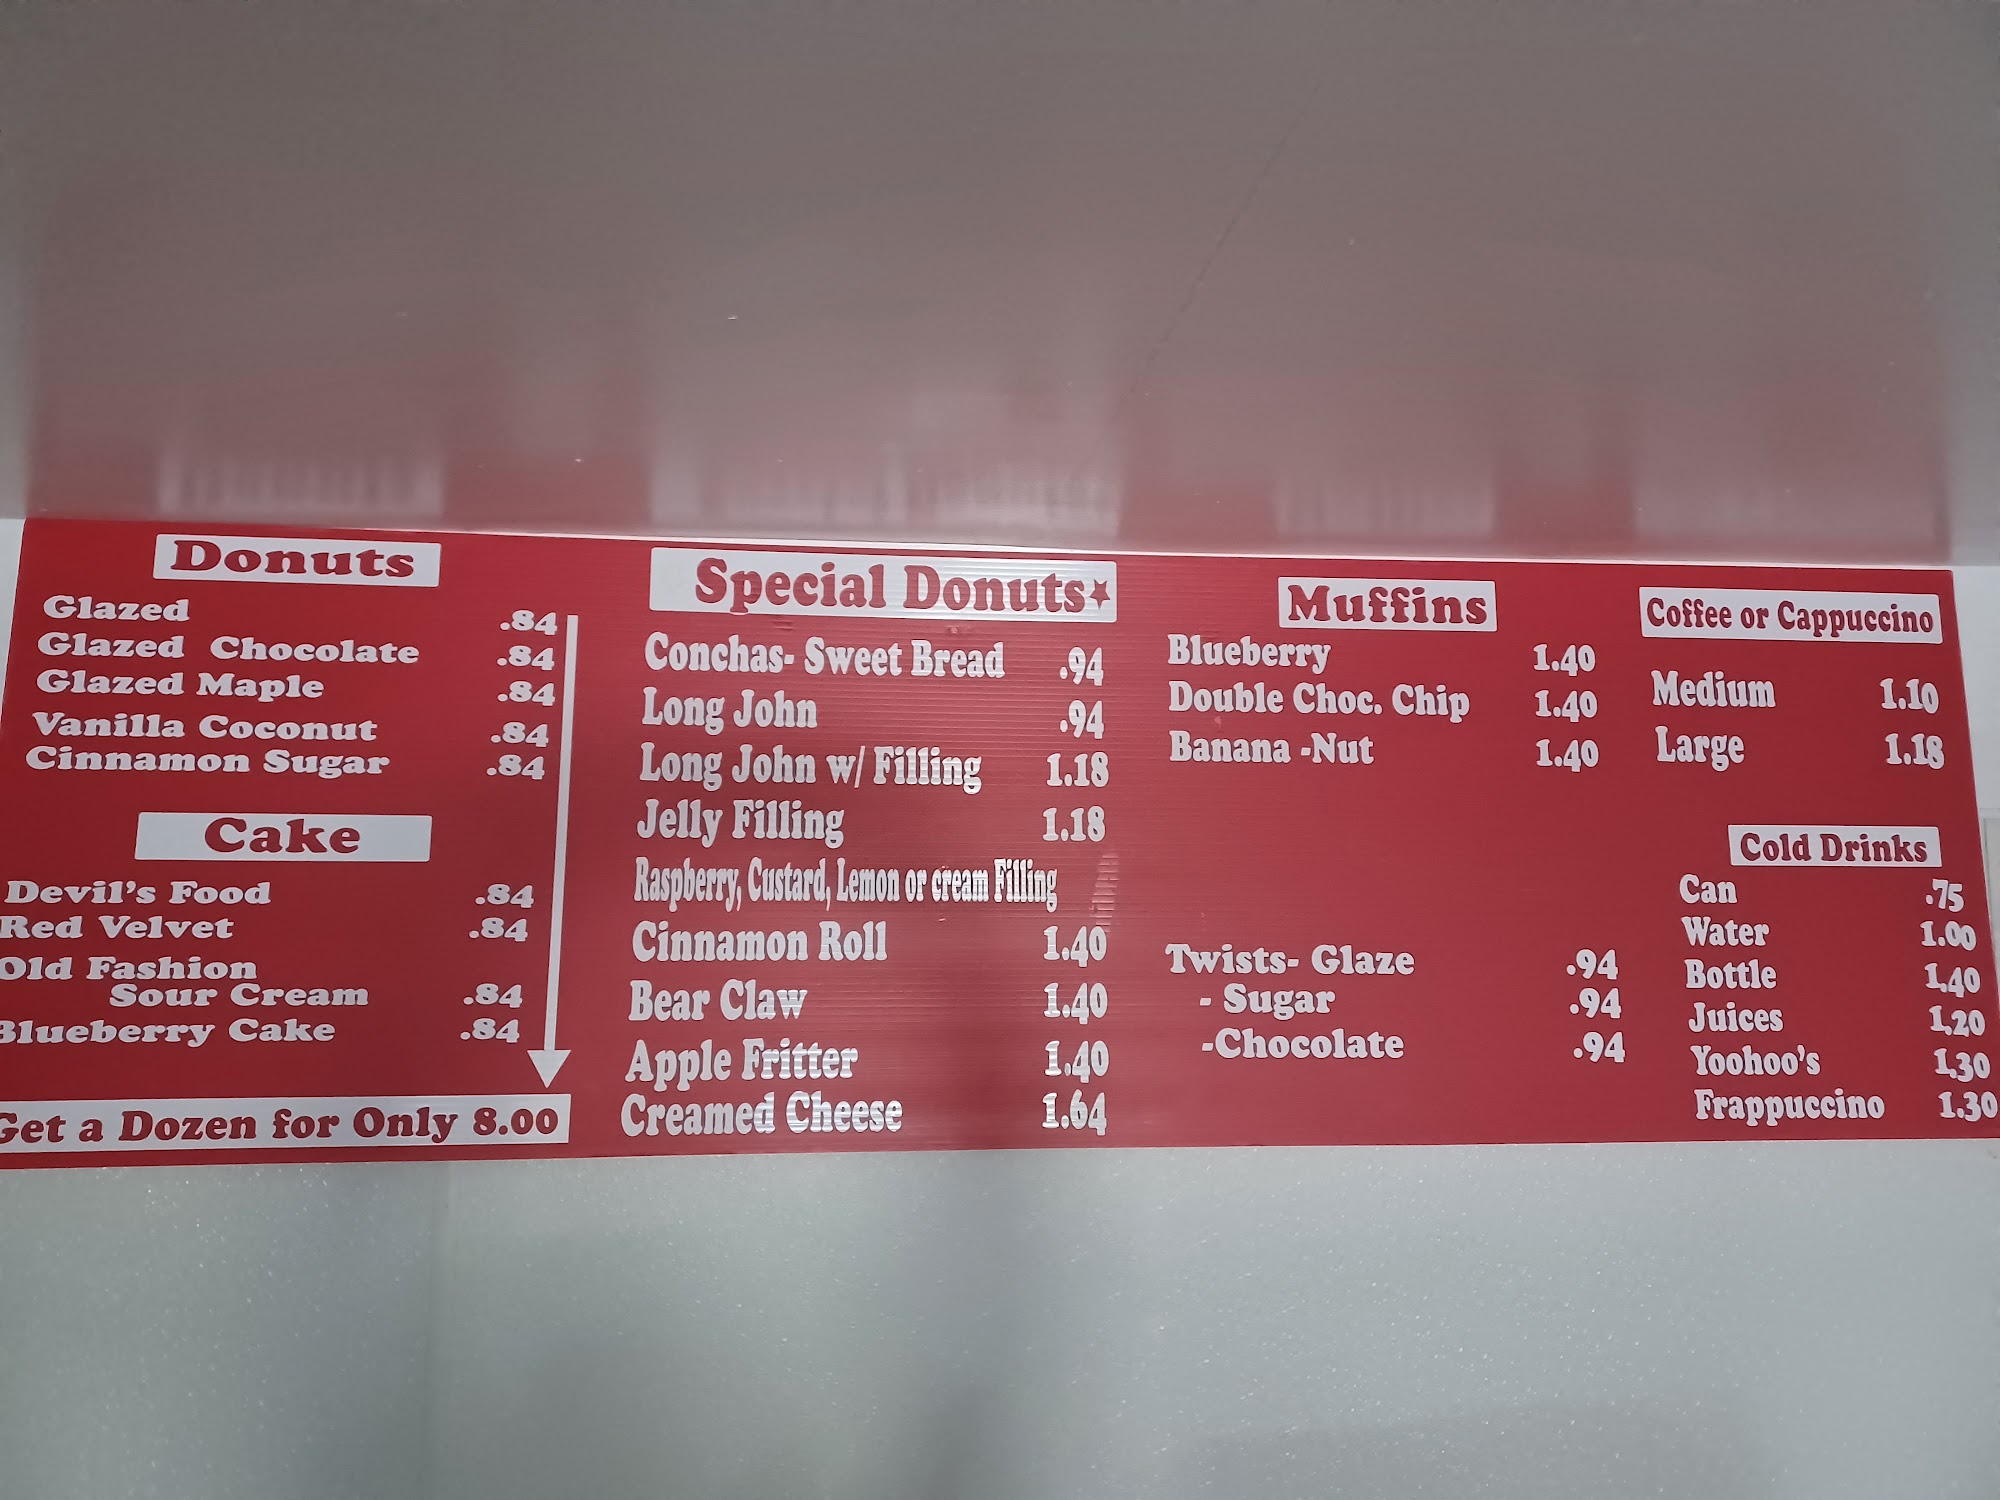 Donuts
Glazed .84
Glazed Chocolate .84
Glazed Maple .84
Vanilla Coconut .84
Cinnamon Sugar .84
Cake
Devil's Food .84
Red Velvet .84
Old Fashion
Sour Cream .84
Blueberry Cake .84
Get a Dozen for Only 8.00
Special Donuts
Conchas- Sweet Bread .94
Long John .94
Long John w/ Filling 1.18
Jelly Filling 1.18
Raspberry, Custard, Lemon or cream Filling
Cinnamon Roll 1.40
Bear Claw 1.40
Apple Fritter 1.40
Creamed Cheese 1.64
Muffins
Blueberry 1.40
Double Choc. Chip 1.40
Banana -Nut 1.40
Twists- Glaze .94
- Sugar .94
-Chocolate .94
Coffee or Cappuccino
Medium 1.10
Large 1.18
Cold Drinks
Can .75
Water 1.00
Bottle 1.40
Juices 1.20
Yoohoo's 1.30
Frappuccino 1.30